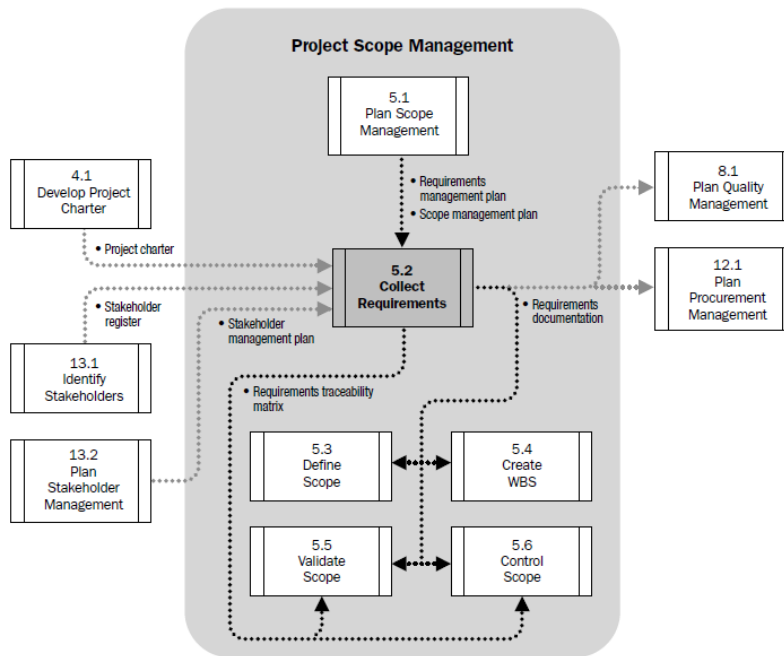 Project Scope Management
5.1
Plan Scope
Management
4.1
Develop Project
Charter
8.1
Plan Quality
Management
• Requirements
management plan
• Scope management plan
• Project charter
5.2
Collect
Requirements
12.1
Plan
Procurement
Management
• Stakeholder
register
• Stakeholder
management plan
• Requirements
documentation
13.1
Identify
Stakeholders
• Requirements traceability
matrix
13.2
Plan
Stakeholder
Management
5.3
Define
Scope
5.4
Create
WBS
5.5
Validate
Scope
5.6
Control
Scope